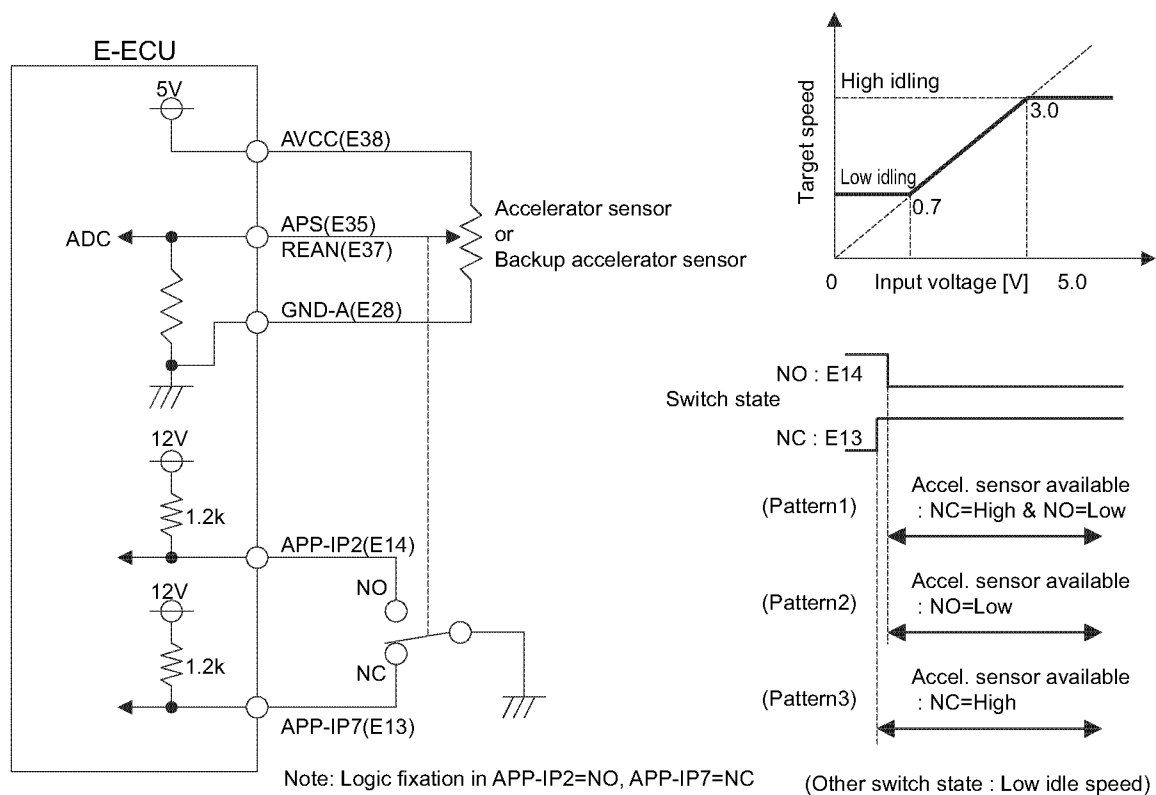 E-ECU
5V
AVCC(E38)
ADC
APS(E35)
REAN(E37)
Accelerator sensor
or
Backup accelerator sensor
GND-A(E28)
12V
1.2k
APP-IP2(E14)
NO
12V
1.2k
NC
APP-IP7(E13)
Note: Logic fixation in APP-IP2=NO, APP-IP7=NC
Target speed
High idling
3.0
Low idling
0.7
0 Input voltage [V] 5.0
NO : E14
Switch state
NC : E13
(Pattern1)
Accel. sensor available
: NC=High & NO=Low
(Pattern2)
Accel. sensor available
: NO=Low
(Pattern3)
Accel. sensor available
: NC=High
(Other switch state : Low idle speed)